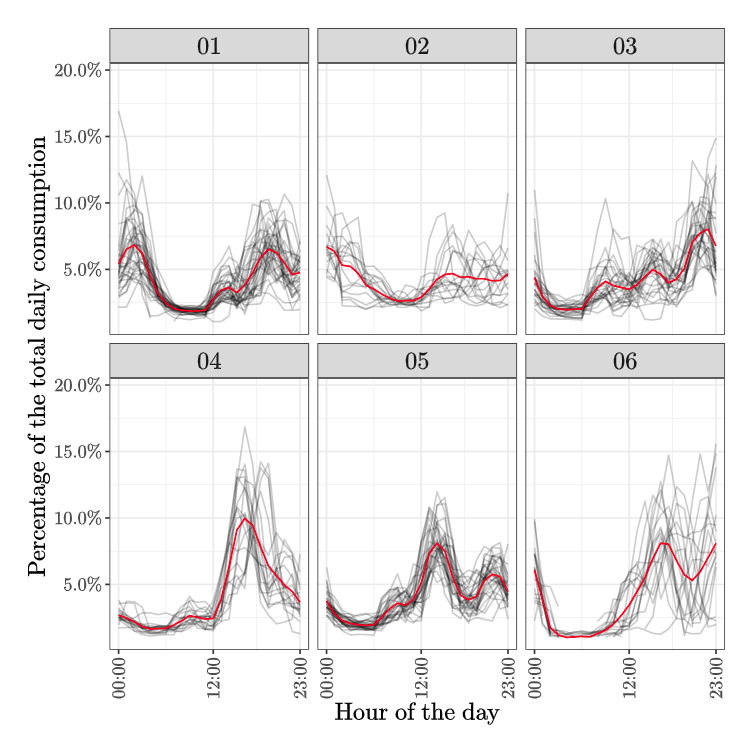 01 02 03
20.0%
15.0%
10.0%
5.0%
04 05 06
20.0%
15.0%
10.0%
5.0%
Percentage of the total daily consumption
00:00 12:00 23:00 00:00 12:00 23:00 00:00 12:00 23:00
Hour of the day